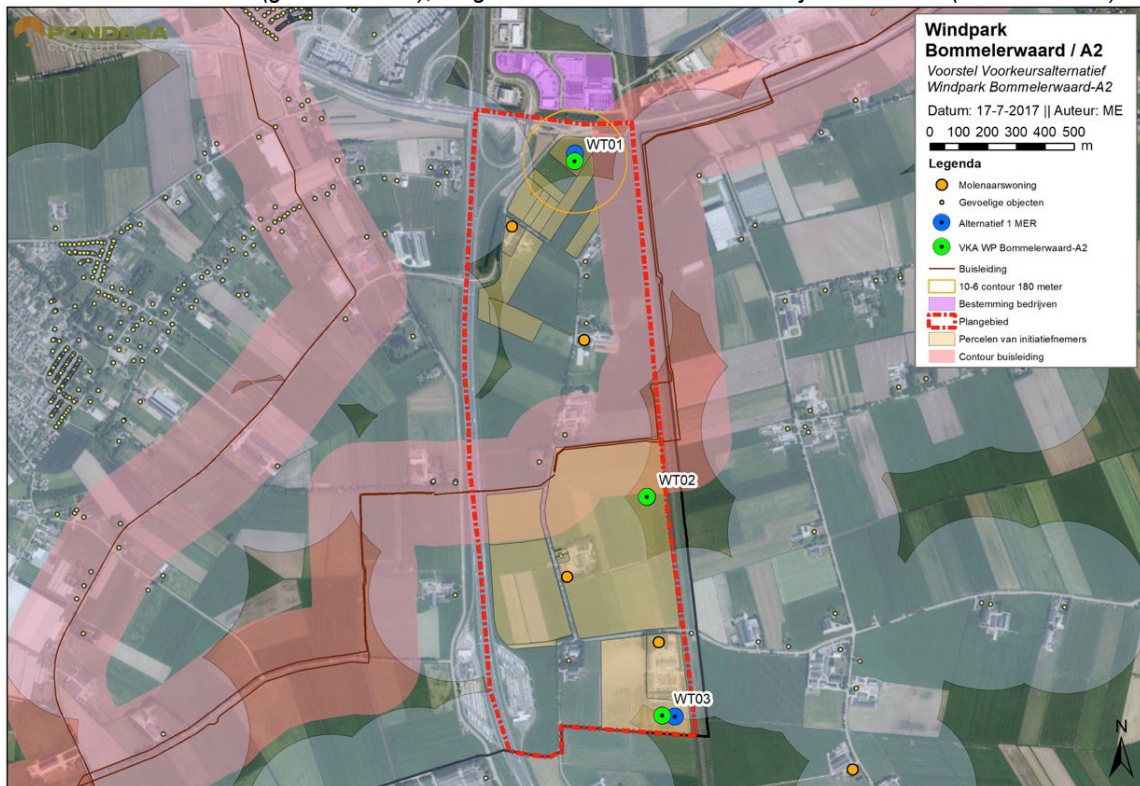 PONDERA
CONSULT
WT01
WT02
WT03
Windpark
Bommelerwaard / A2
Voorstel Voorkeursalternatief
Windpark Bommelerwaard-A2
Datum: 17-7-2017 || Auteur: ME
0 100 200 300 400 500
m
Legenda
Molenaarswoning
Gevoelige objecten
Alternatief 1 MER
VKA WP Bommelerwaard-A2
Buisleiding
10-6 contour 180 meter
Bestemming bedrijven
Plangebied
Percelen van initiatiefnemers
Contour buisleiding
N